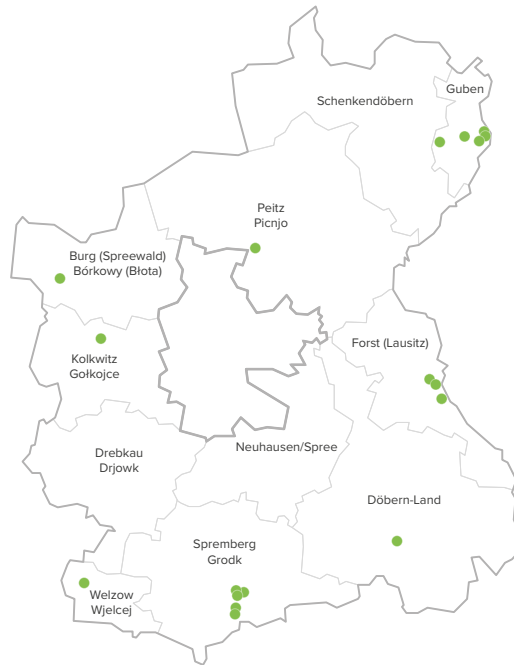 Guben
Schenkendöbern
Peitz
Picnjo
Burg (Spreewald)
Bórkowy (Błota)
Forst (Lausitz)
Kolkwitz
Gołkojce
Neuhausen/Spree
Drebkau
Drjowk
Döbern-Land
Spremberg
Grodk
Welzow
Wjelcej